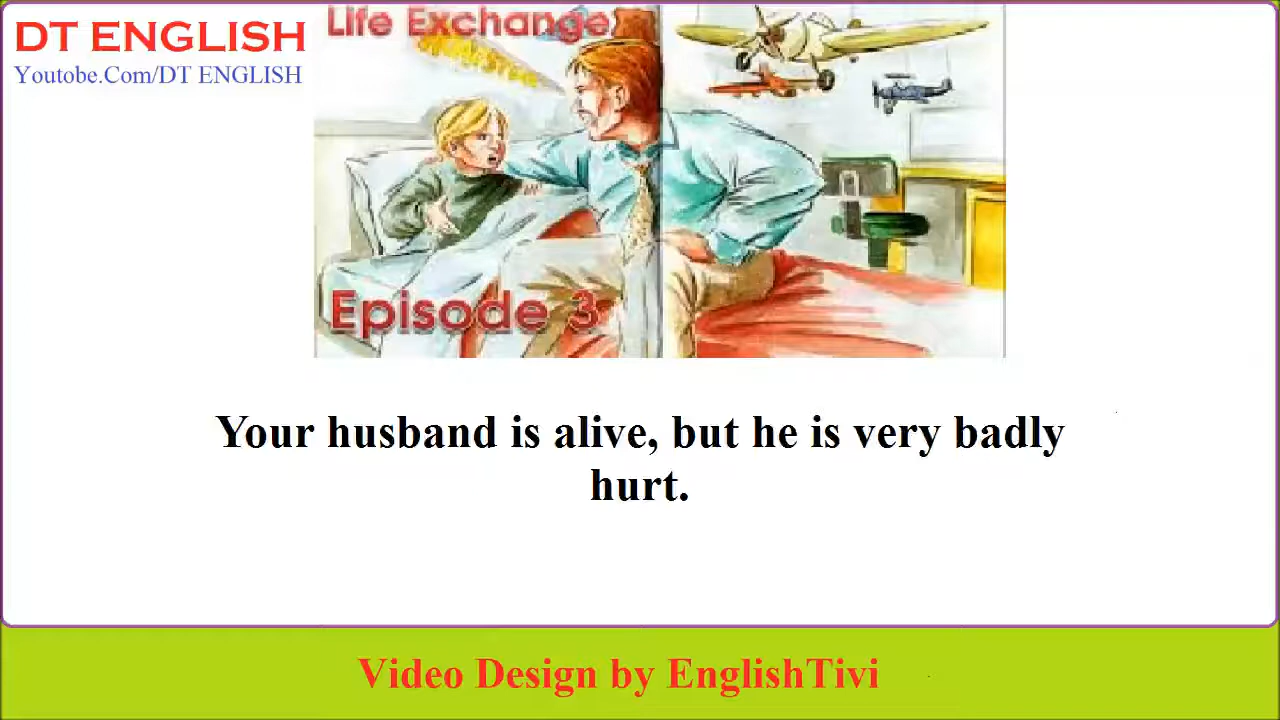 DT ENGLISH
Youtobe.Com/DT ENGLISH
Life Exchange
Episode 3
Your husband is alive, but he is very badly
hurt.
Video Design by EnglishTivi